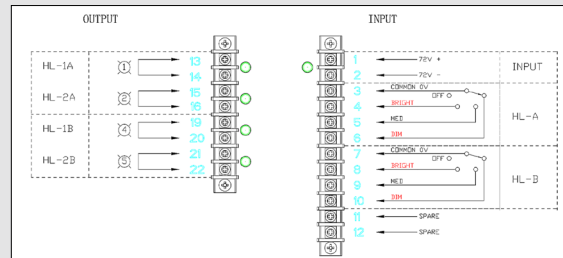 OUTPUT
INPUT
HL-1A
1
13
14
HL-2A
2
15
16
HL-1B
4
19
20
HL-2B
5
21
22
1
72V +
INPUT
2
72V -
3
COMMON 0V
OFF
4
BRIGHT
HL-A
5
MED
6
DIM
7
COMMON 0V
OFF
8
BRIGHT
HL-B
9
MED
10
DIM
11
SPARE
12
SPARE